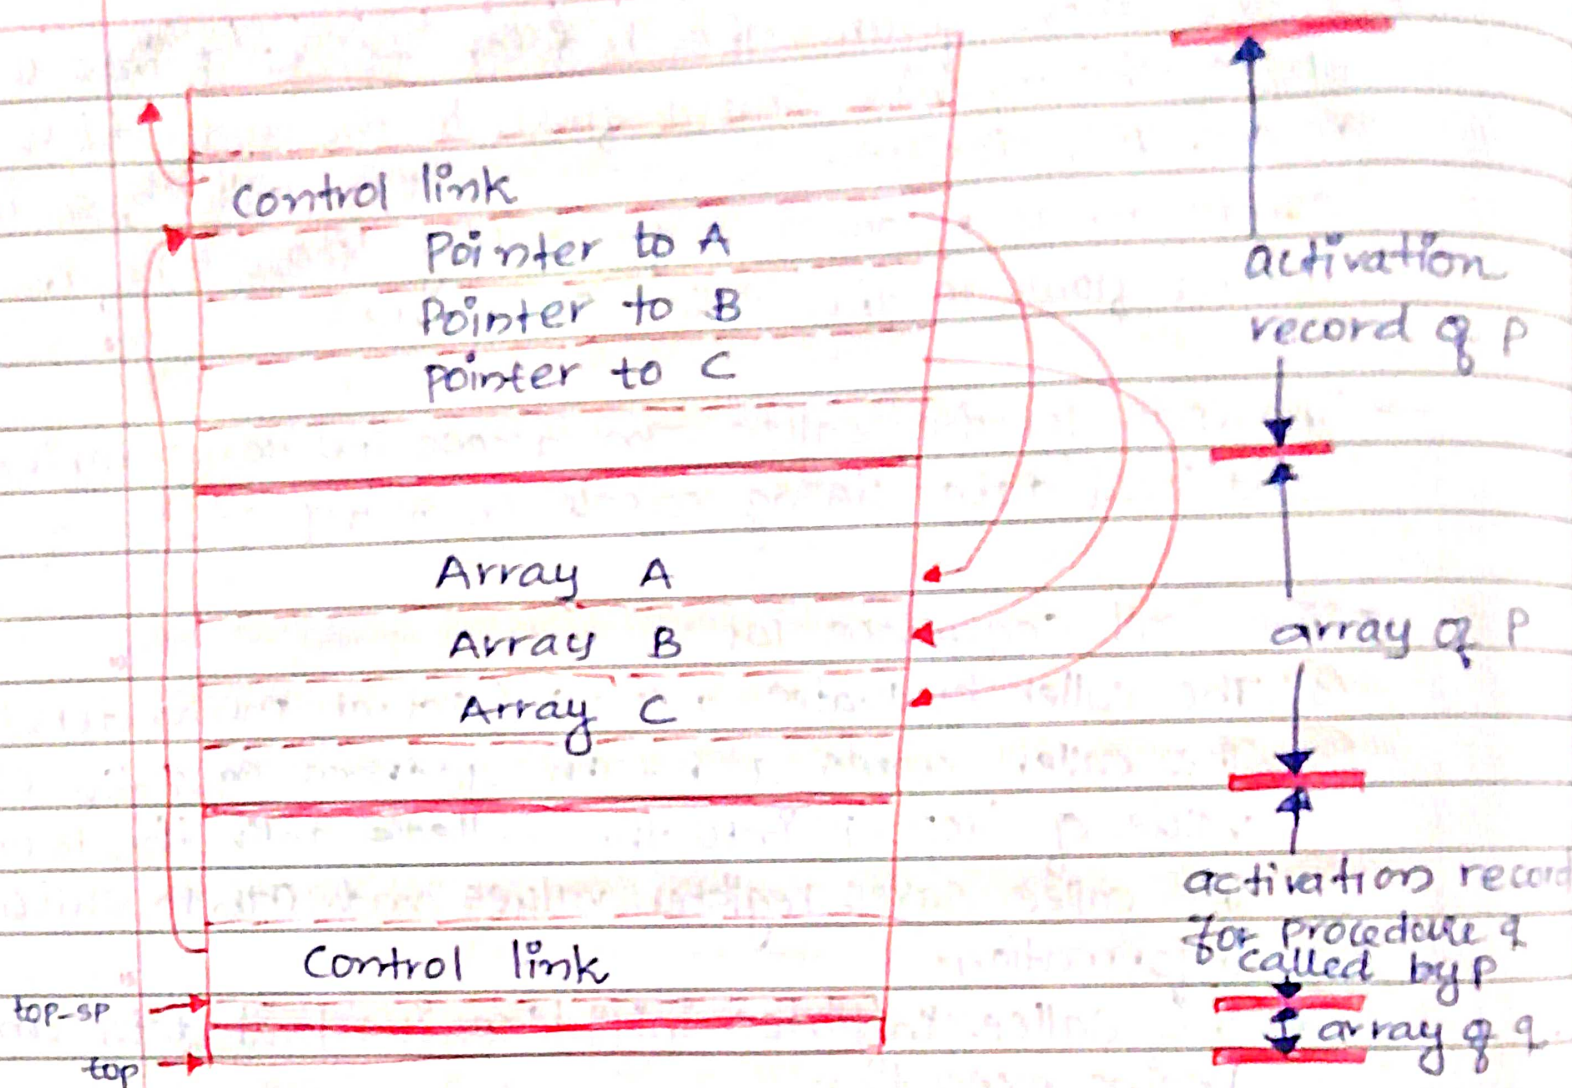 Control link
Pointer to A
Pointer to B
pointer to C
Array A
Array B
Array C
Control link
top-sp
top
activation
record of P
array of P
activation record
for procedure q
called by P
array of q